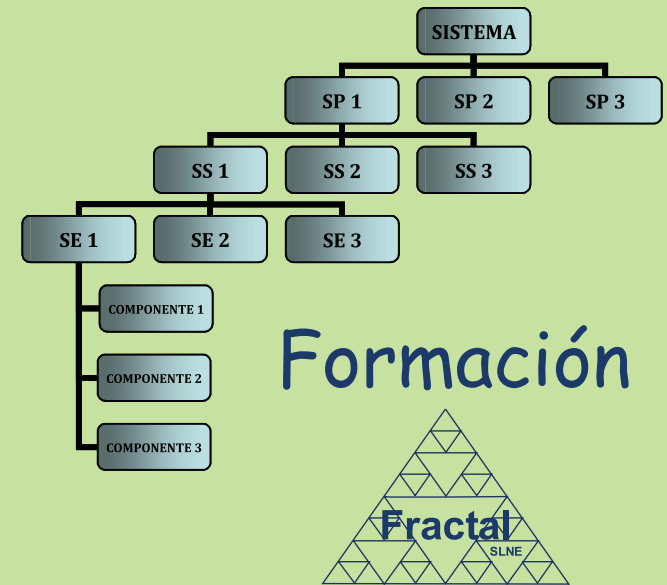 SISTEMA
SP 1
SP 2
SP 3
SS 1
SS 2
SS 3
SE 1
SE 2
SE 3
COMPONENTE 1
COMPONENTE 2
COMPONENTE 3
Formación
Fractal
SLNE